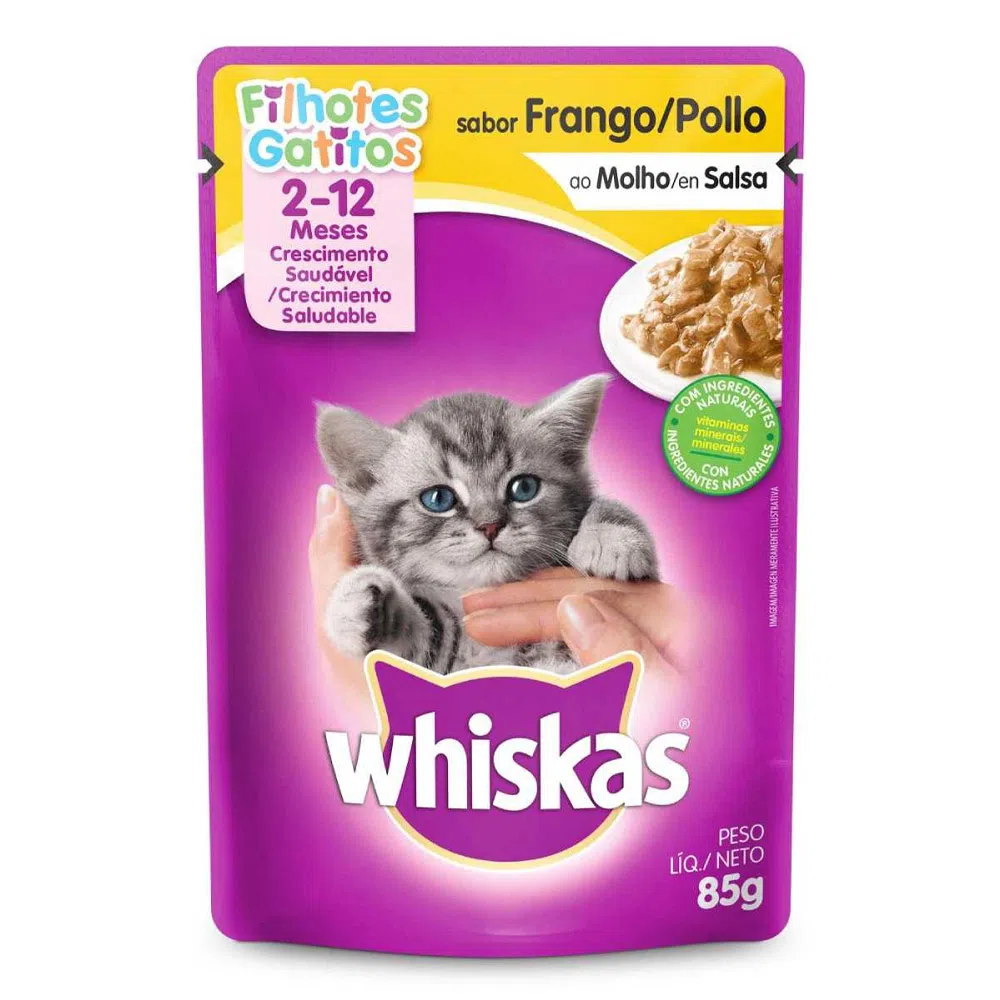 Filhotes
Gatitos
2-12
Meses
Crescimento
Saudável
/Crecimiento
Saludable
sabor Frango/Pollo
ao Molho/en Salsa
COM INGREDIENTES
NATURAIS
vitaminas
minerais/
minerales
CON
INGREDIENTES NATURALES
IMAGEM/IMAGEN MERAMENTE ILUSTRATIVA
whiskas®
PESO
LÍQ./NETO
85g